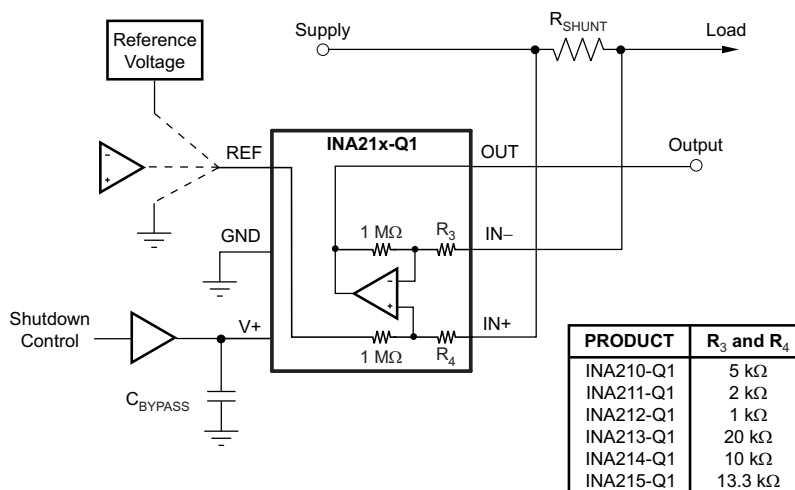 Supply
R_SHUNT
Load
Reference
Voltage
INA21x-Q1
OUT
Output
REF
-
+
1 MΩ
R_3
IN−
GND
-
+
Shutdown
Control
V+
1 MΩ
R_4
IN+
C_BYPASS
PRODUCT R_3 and R_4
INA210-Q1 5 kΩ
INA211-Q1 2 kΩ
INA212-Q1 1 kΩ
INA213-Q1 20 kΩ
INA214-Q1 10 kΩ
INA215-Q1 13.3 kΩ